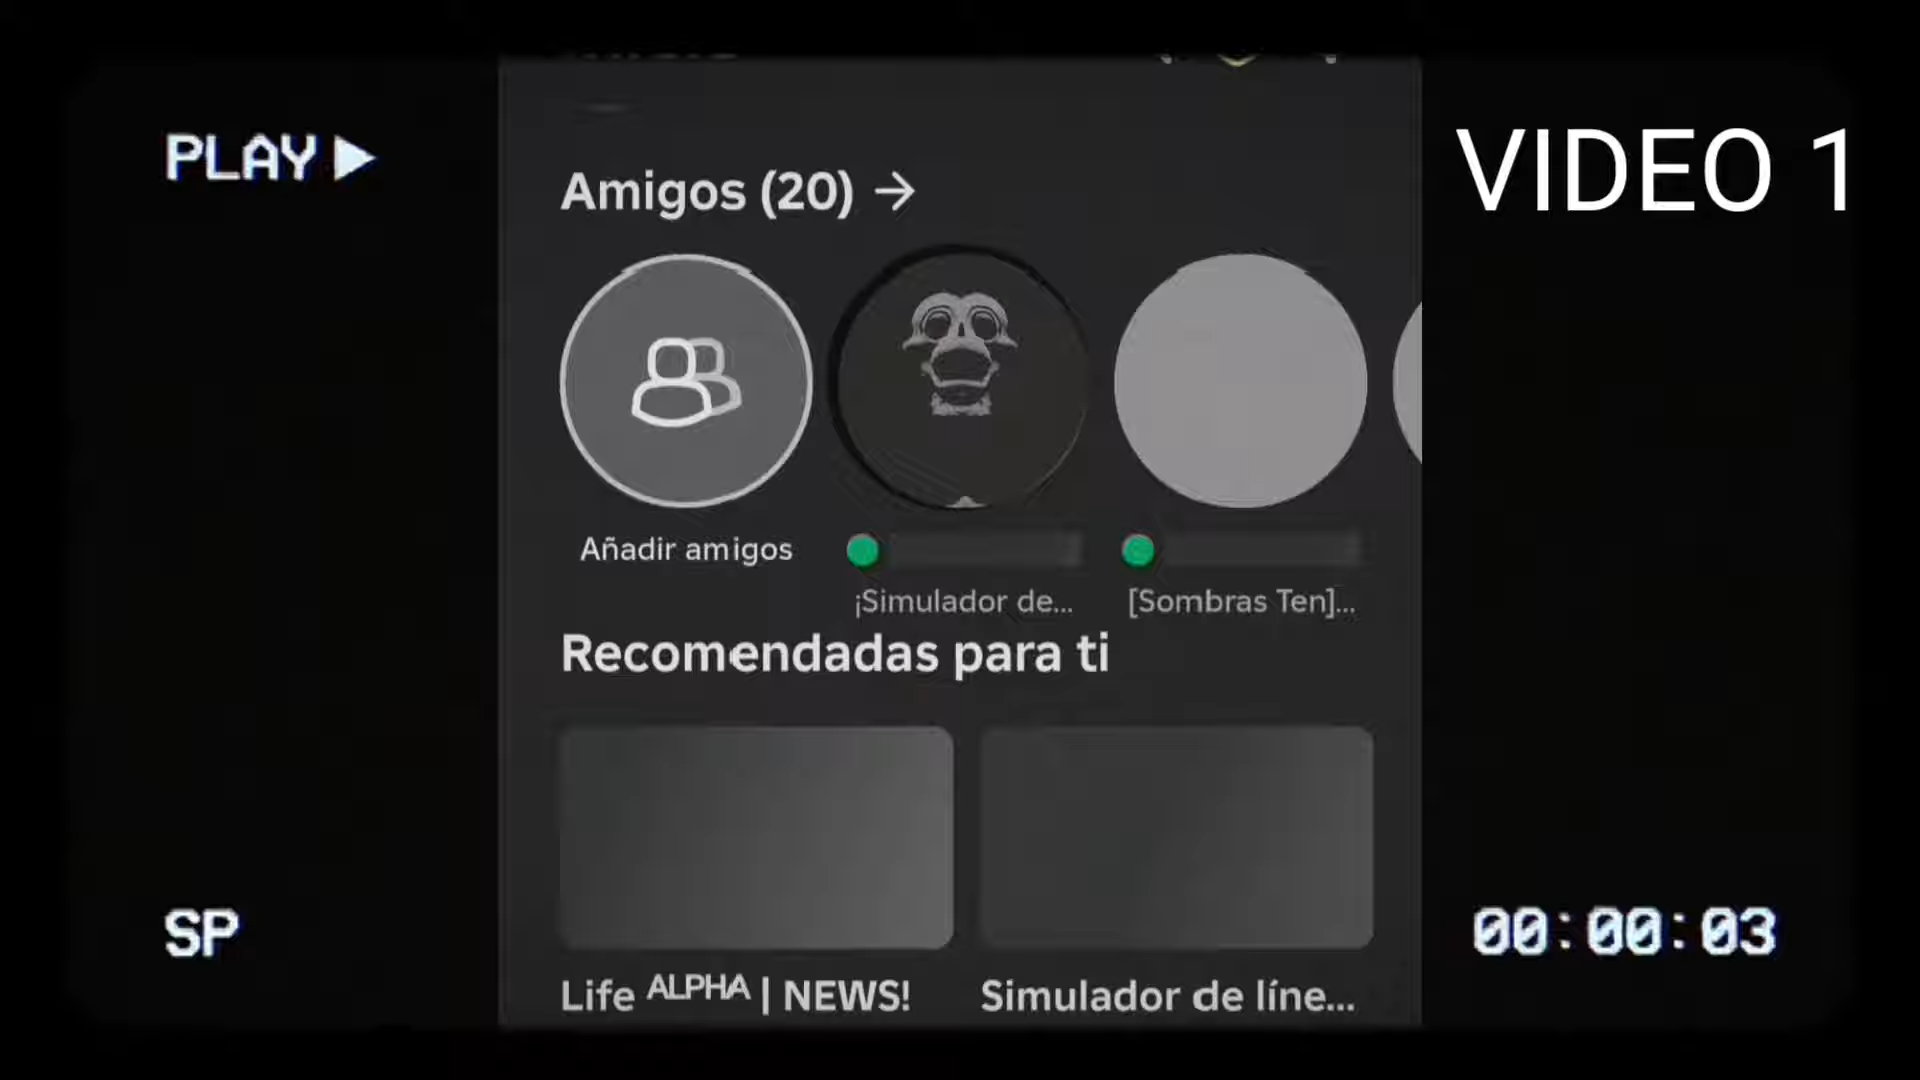 PLAY
VIDEO 1
Amigos (20)
Añadir amigos
¡Simulador de...
[Sombras Ten]...
Recomendadas para ti
Life ALPHA | NEWS!
Simulador de líne...
SP
00:00:03